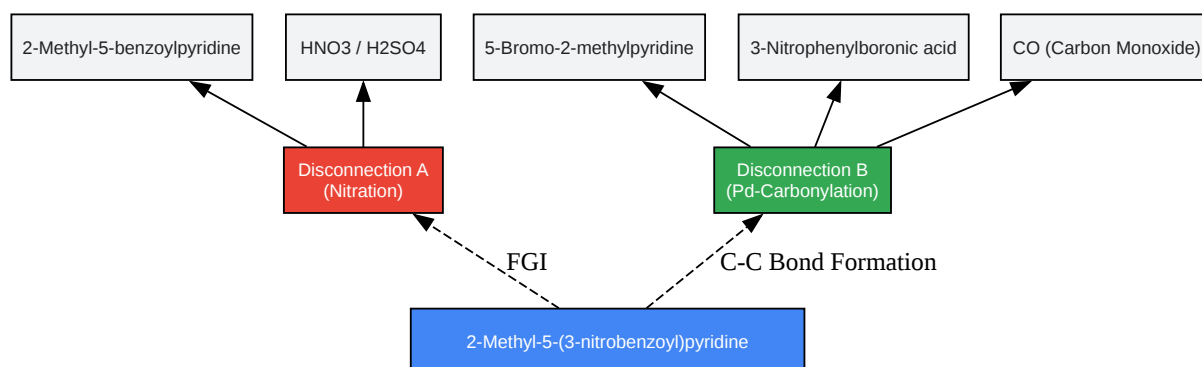 2-Methyl-5-benzoylpyridine
HNO3 / H2SO4
5-Bromo-2-methylpyridine
3-Nitrophenylboronic acid
CO (Carbon Monoxide)
Disconnection A
(Nitration)
Disconnection B
(Pd-Carbonylation)
FGI
C-C Bond Formation
2-Methyl-5-(3-nitrobenzoyl)pyridine